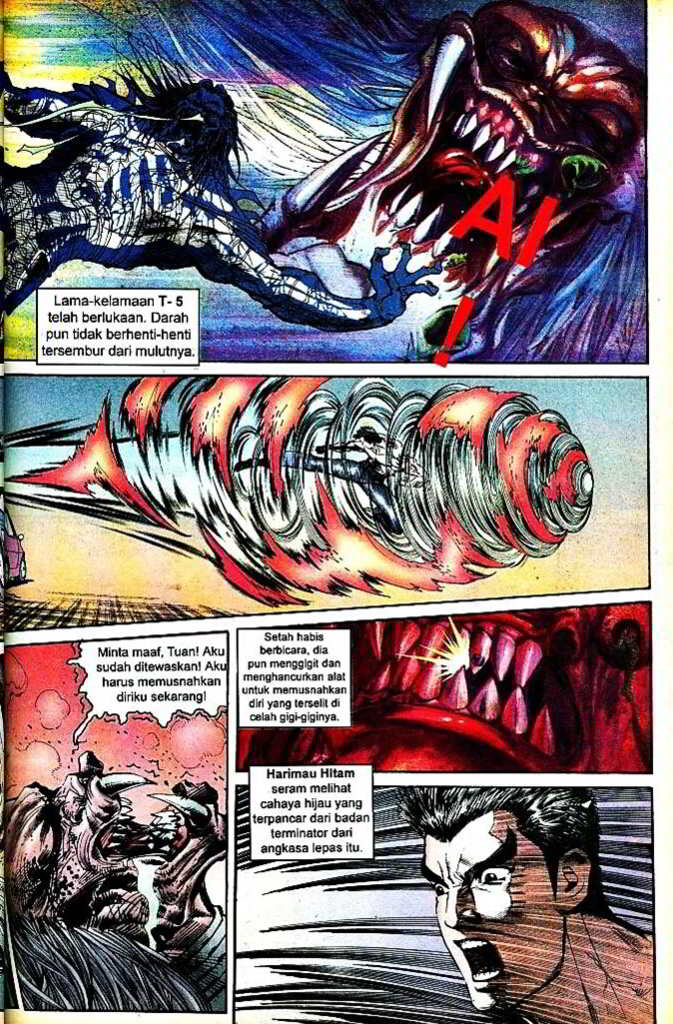 AI
!
Lama-kelamaan T-5
telah berlukaan. Darah
pun tidak berhenti-henti
tersembur dari mulutnya.
Minta maaf, Tuan! Aku
sudah ditewaskan! Aku
harus memusnahkan
diriku sekarang!
Setah habis
berbicara, dia
pun menggigit dan
menghancurkan alat
untuk memusnahkan
diri yang terselit di
celah gigi-giginya.
Harimau Hitam
seram melihat
cahaya hijau yang
terpancar dari badan
terminator dari
angkasa lepas itu.